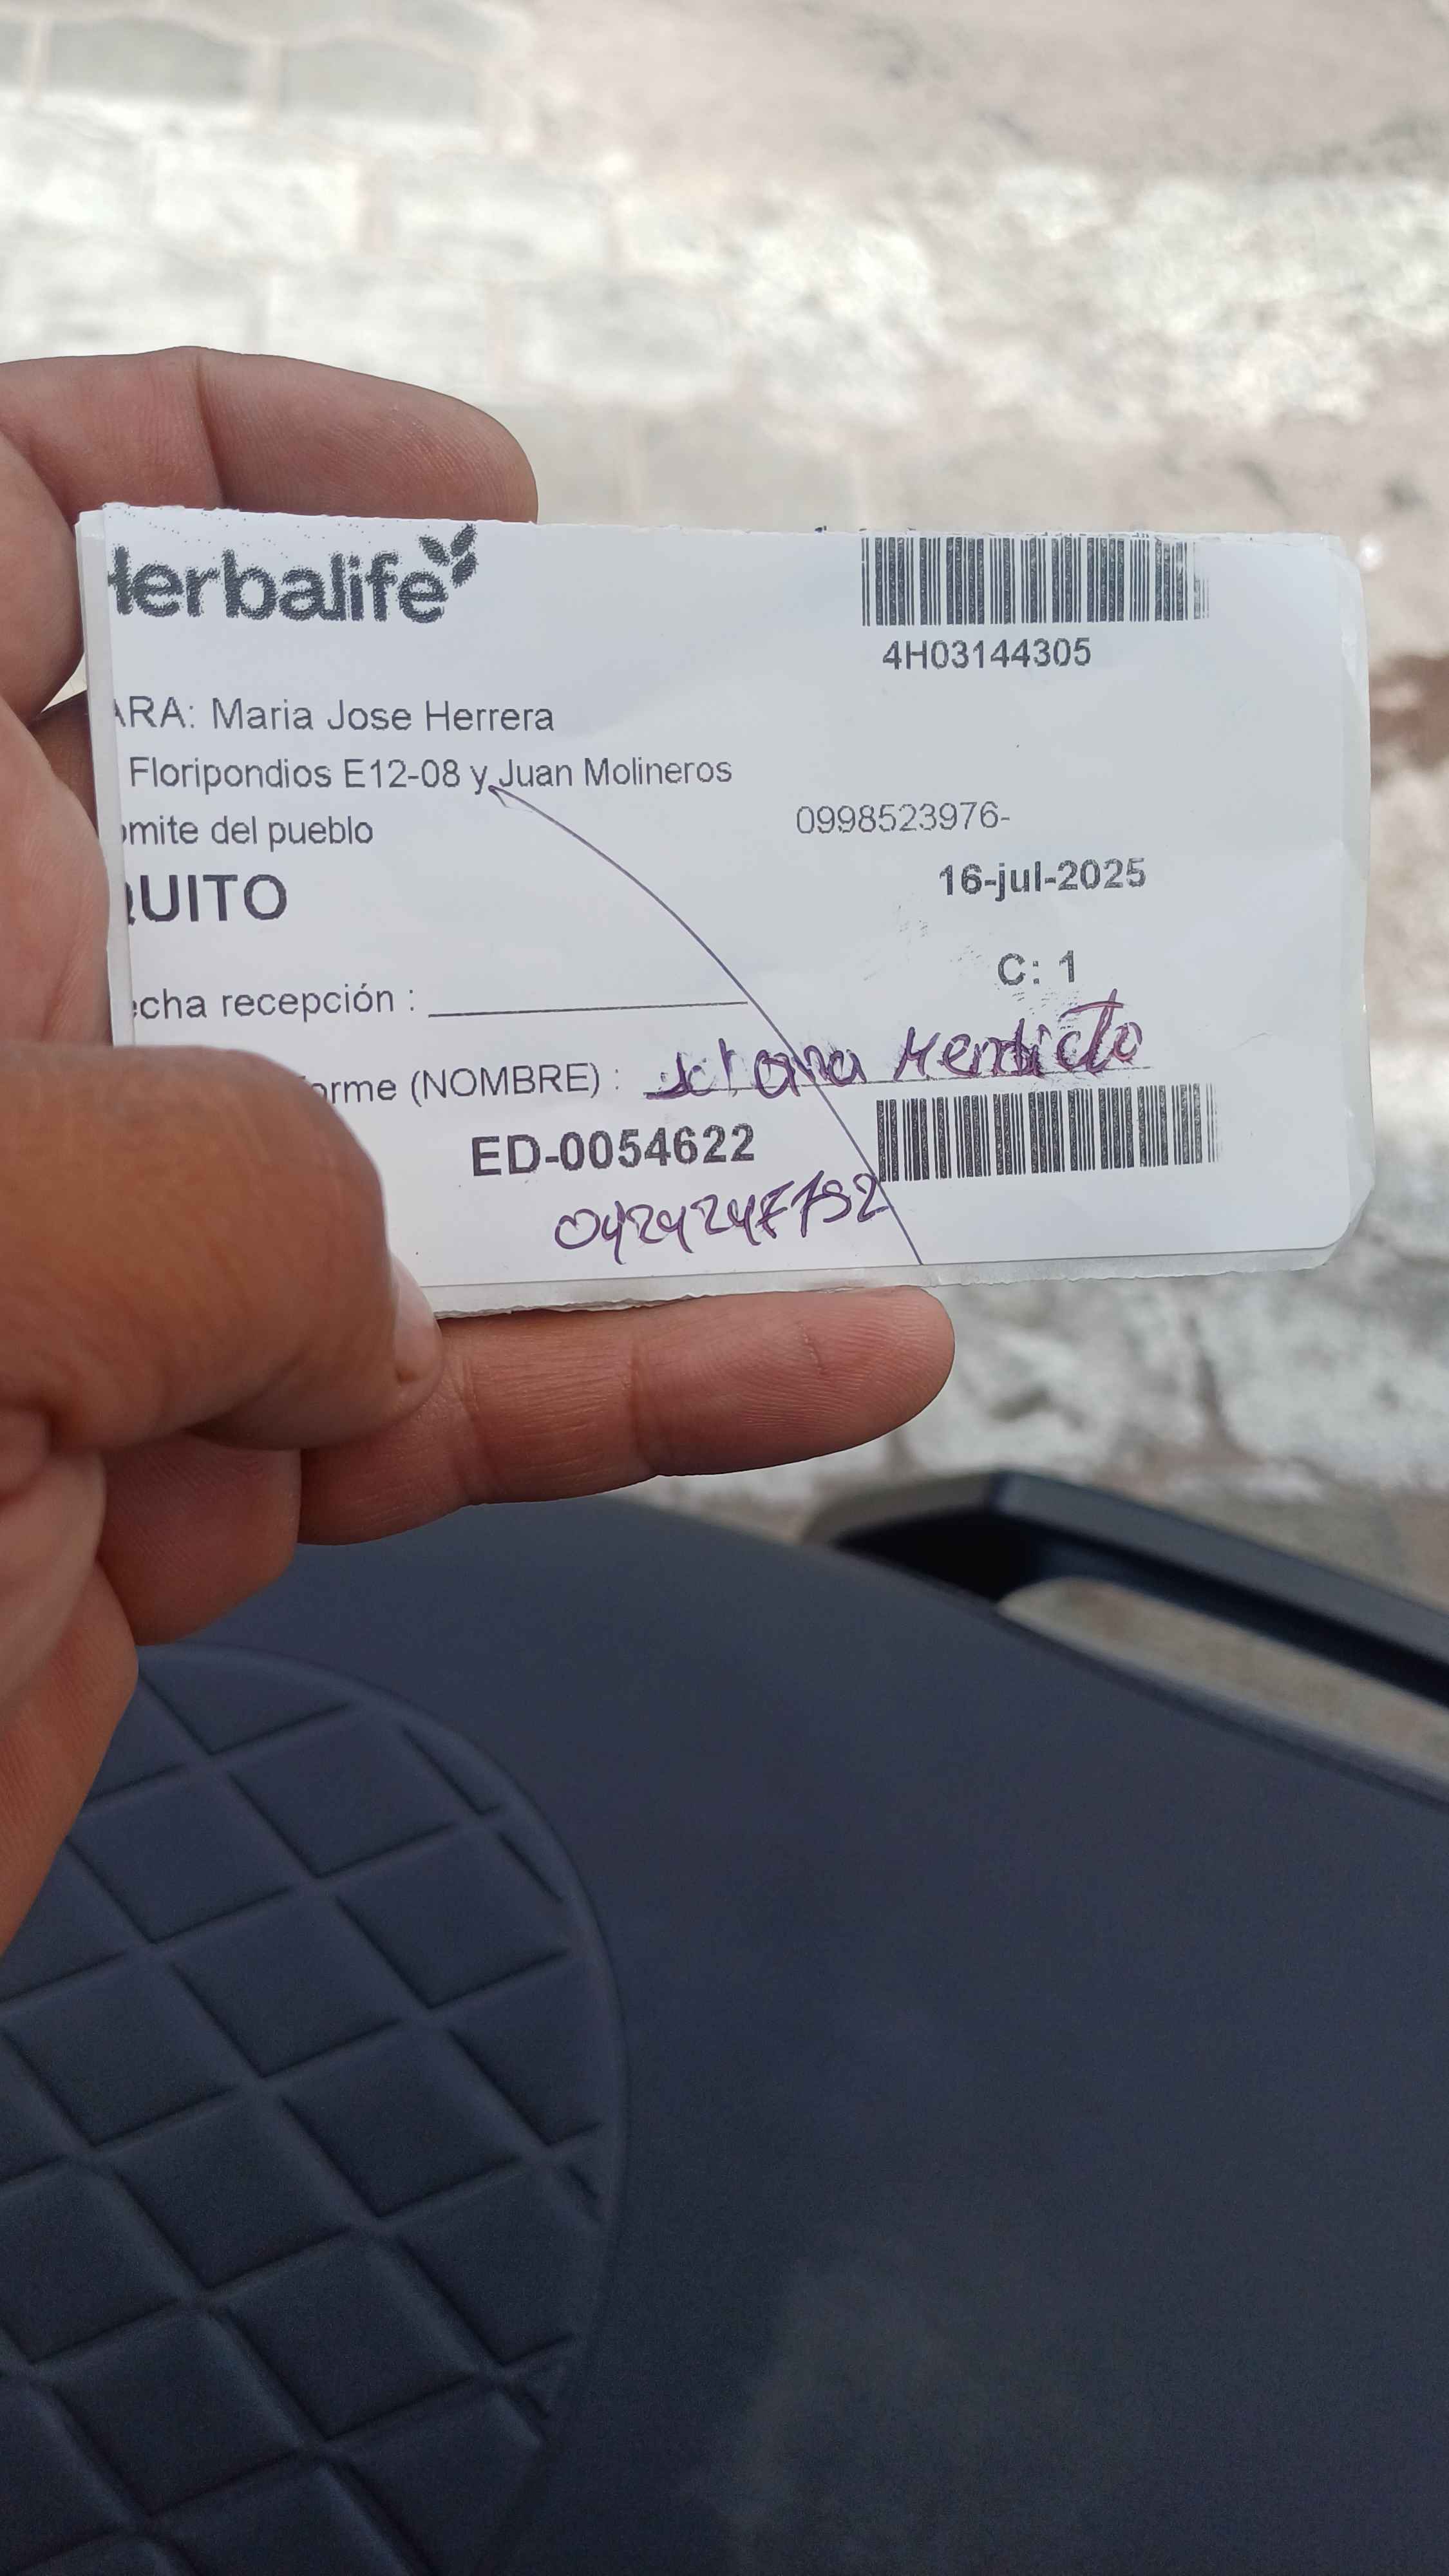 Herbalife
4H03144305
ARA: Maria Jose Herrera
Floripondios E12-08 y Juan Molineros
omite del pueblo
0998523976-
QUITO
16-jul-2025
C: 1
echa recepción :
orme (NOMBRE) :
ED-0054622